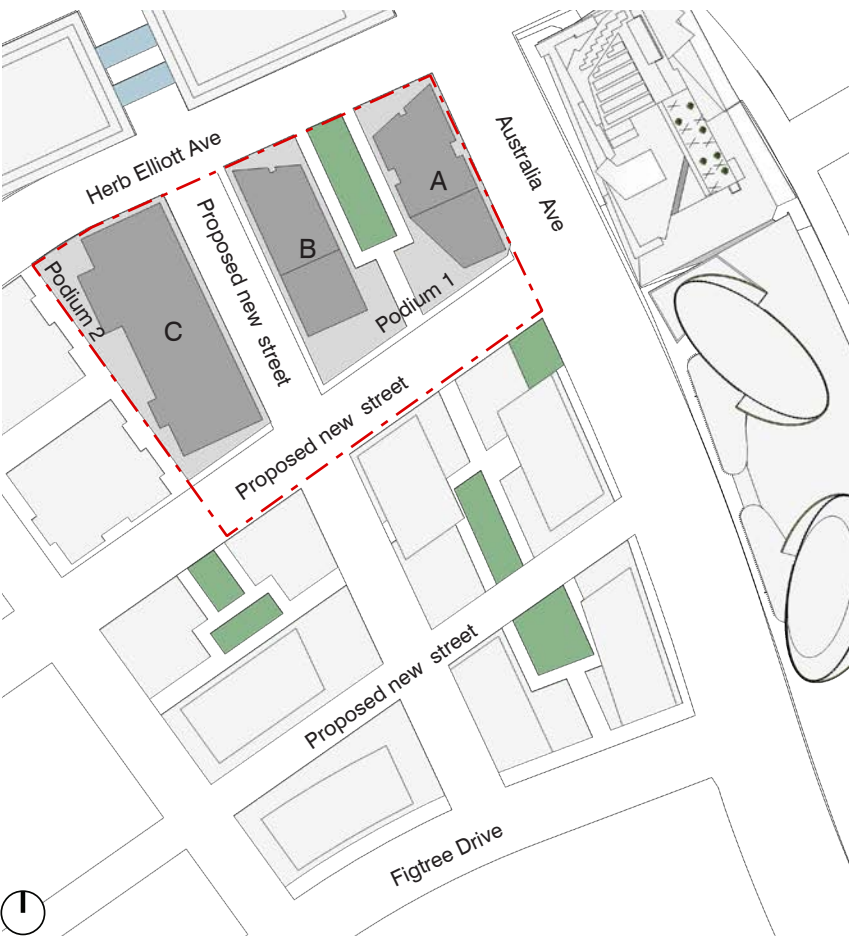 Herb Elliott Ave
Australia Ave
A
Proposed new street
B
Podium 2
Podium 1
C
Proposed new street
Proposed new street
Figtree Drive